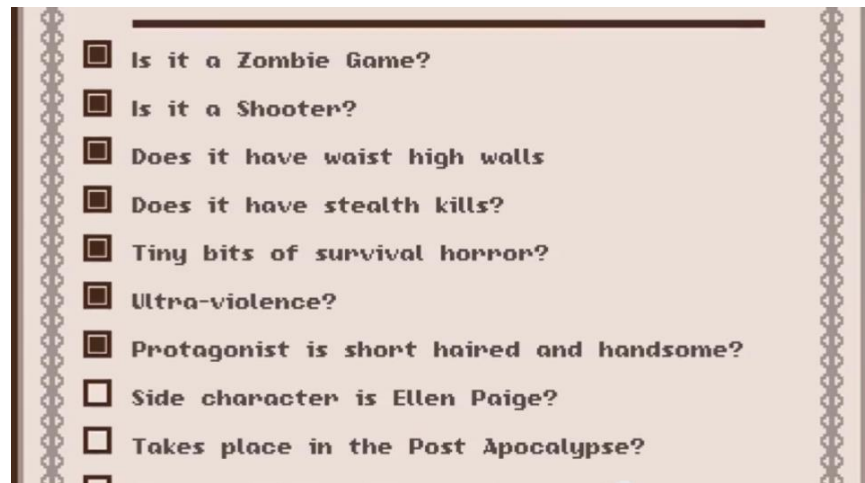 Is it a Zombie Game?
Is it a Shooter?
Does it have waist high walls
Does it have stealth kills?
Tiny bits of survival horror?
Ultra-violence?
Protagonist is short haired and handsome?
Side character is Ellen Paige?
Takes place in the Post Apocalypse?